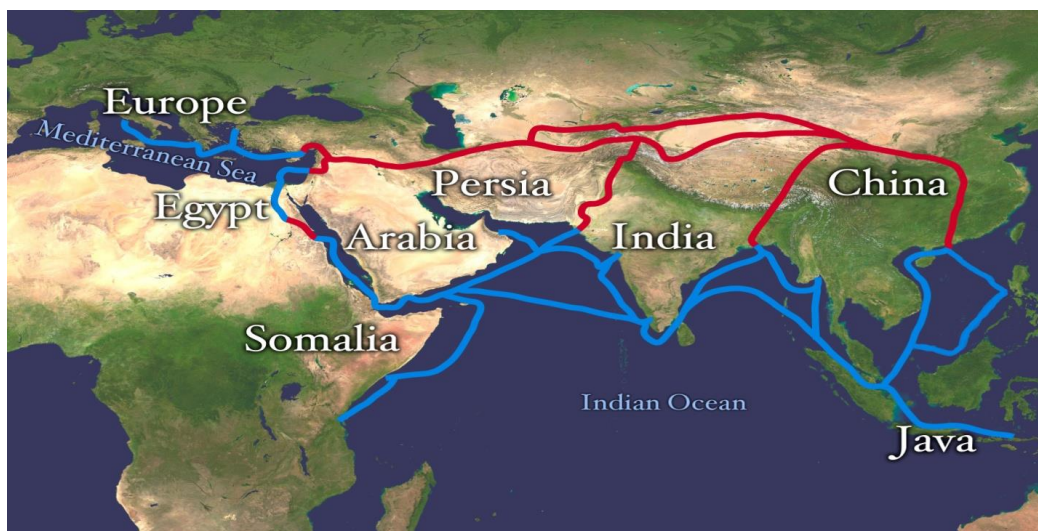 Europe
Mediterranean Sea
Egypt
Persia
China
Arabia
India
Somalia
Indian Ocean
Java